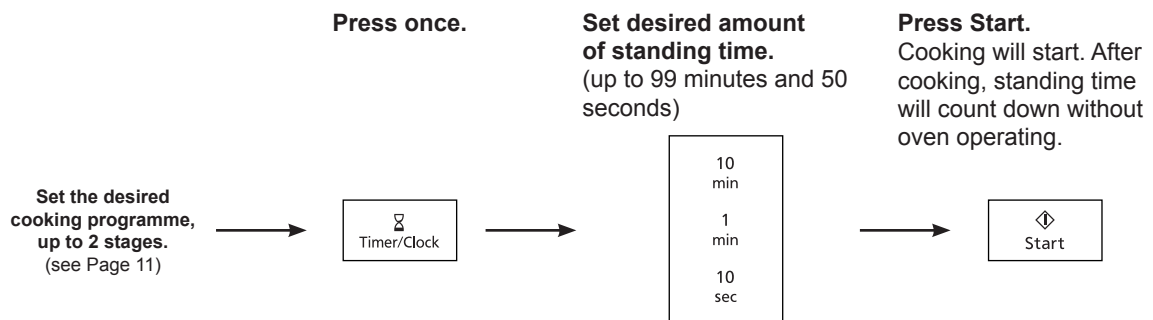 Press once.
Set desired amount
of standing time.
(up to 99 minutes and 50
seconds)
Press Start.
Cooking will start. After
cooking, standing time
will count down without
oven operating.
Set the desired
cooking programme,
up to 2 stages.
(see Page 11)
Timer/Clock
10
min
1
min
10
sec
Start